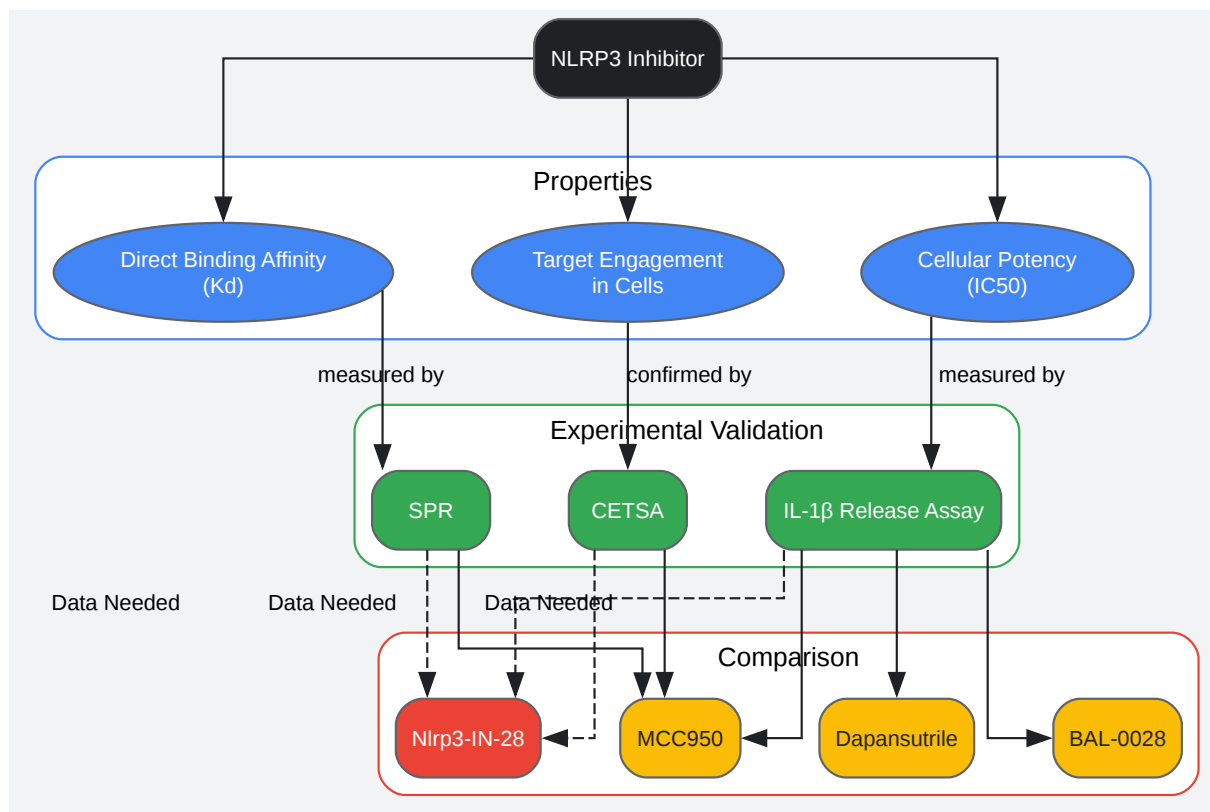 NLRP3 Inhibitor
Properties
Direct Binding Affinity
(Kd)
Target Engagement
in Cells
Cellular Potency
(IC50)
measured by
confirmed by
measured by
Experimental Validation
SPR
CETSA
IL-1β Release Assay
Data Needed
Data Needed
Data Needed
Comparison
Nlrp3-IN-28
MCC950
Dapansutrile
BAL-0028